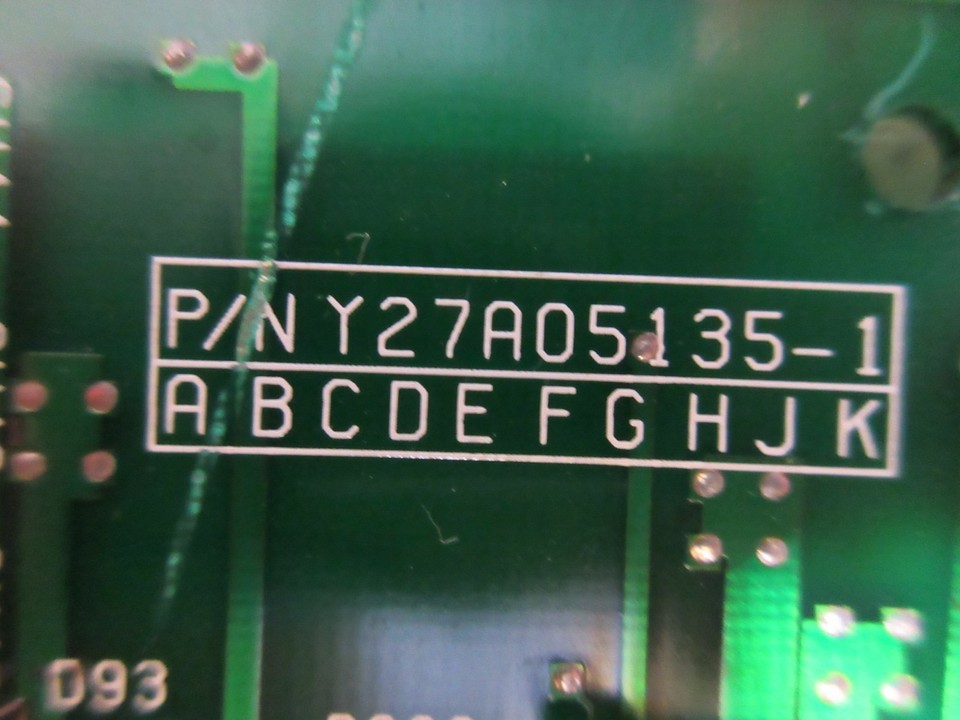 P/N Y27A05135-1
A B C D E F G H J K
D93